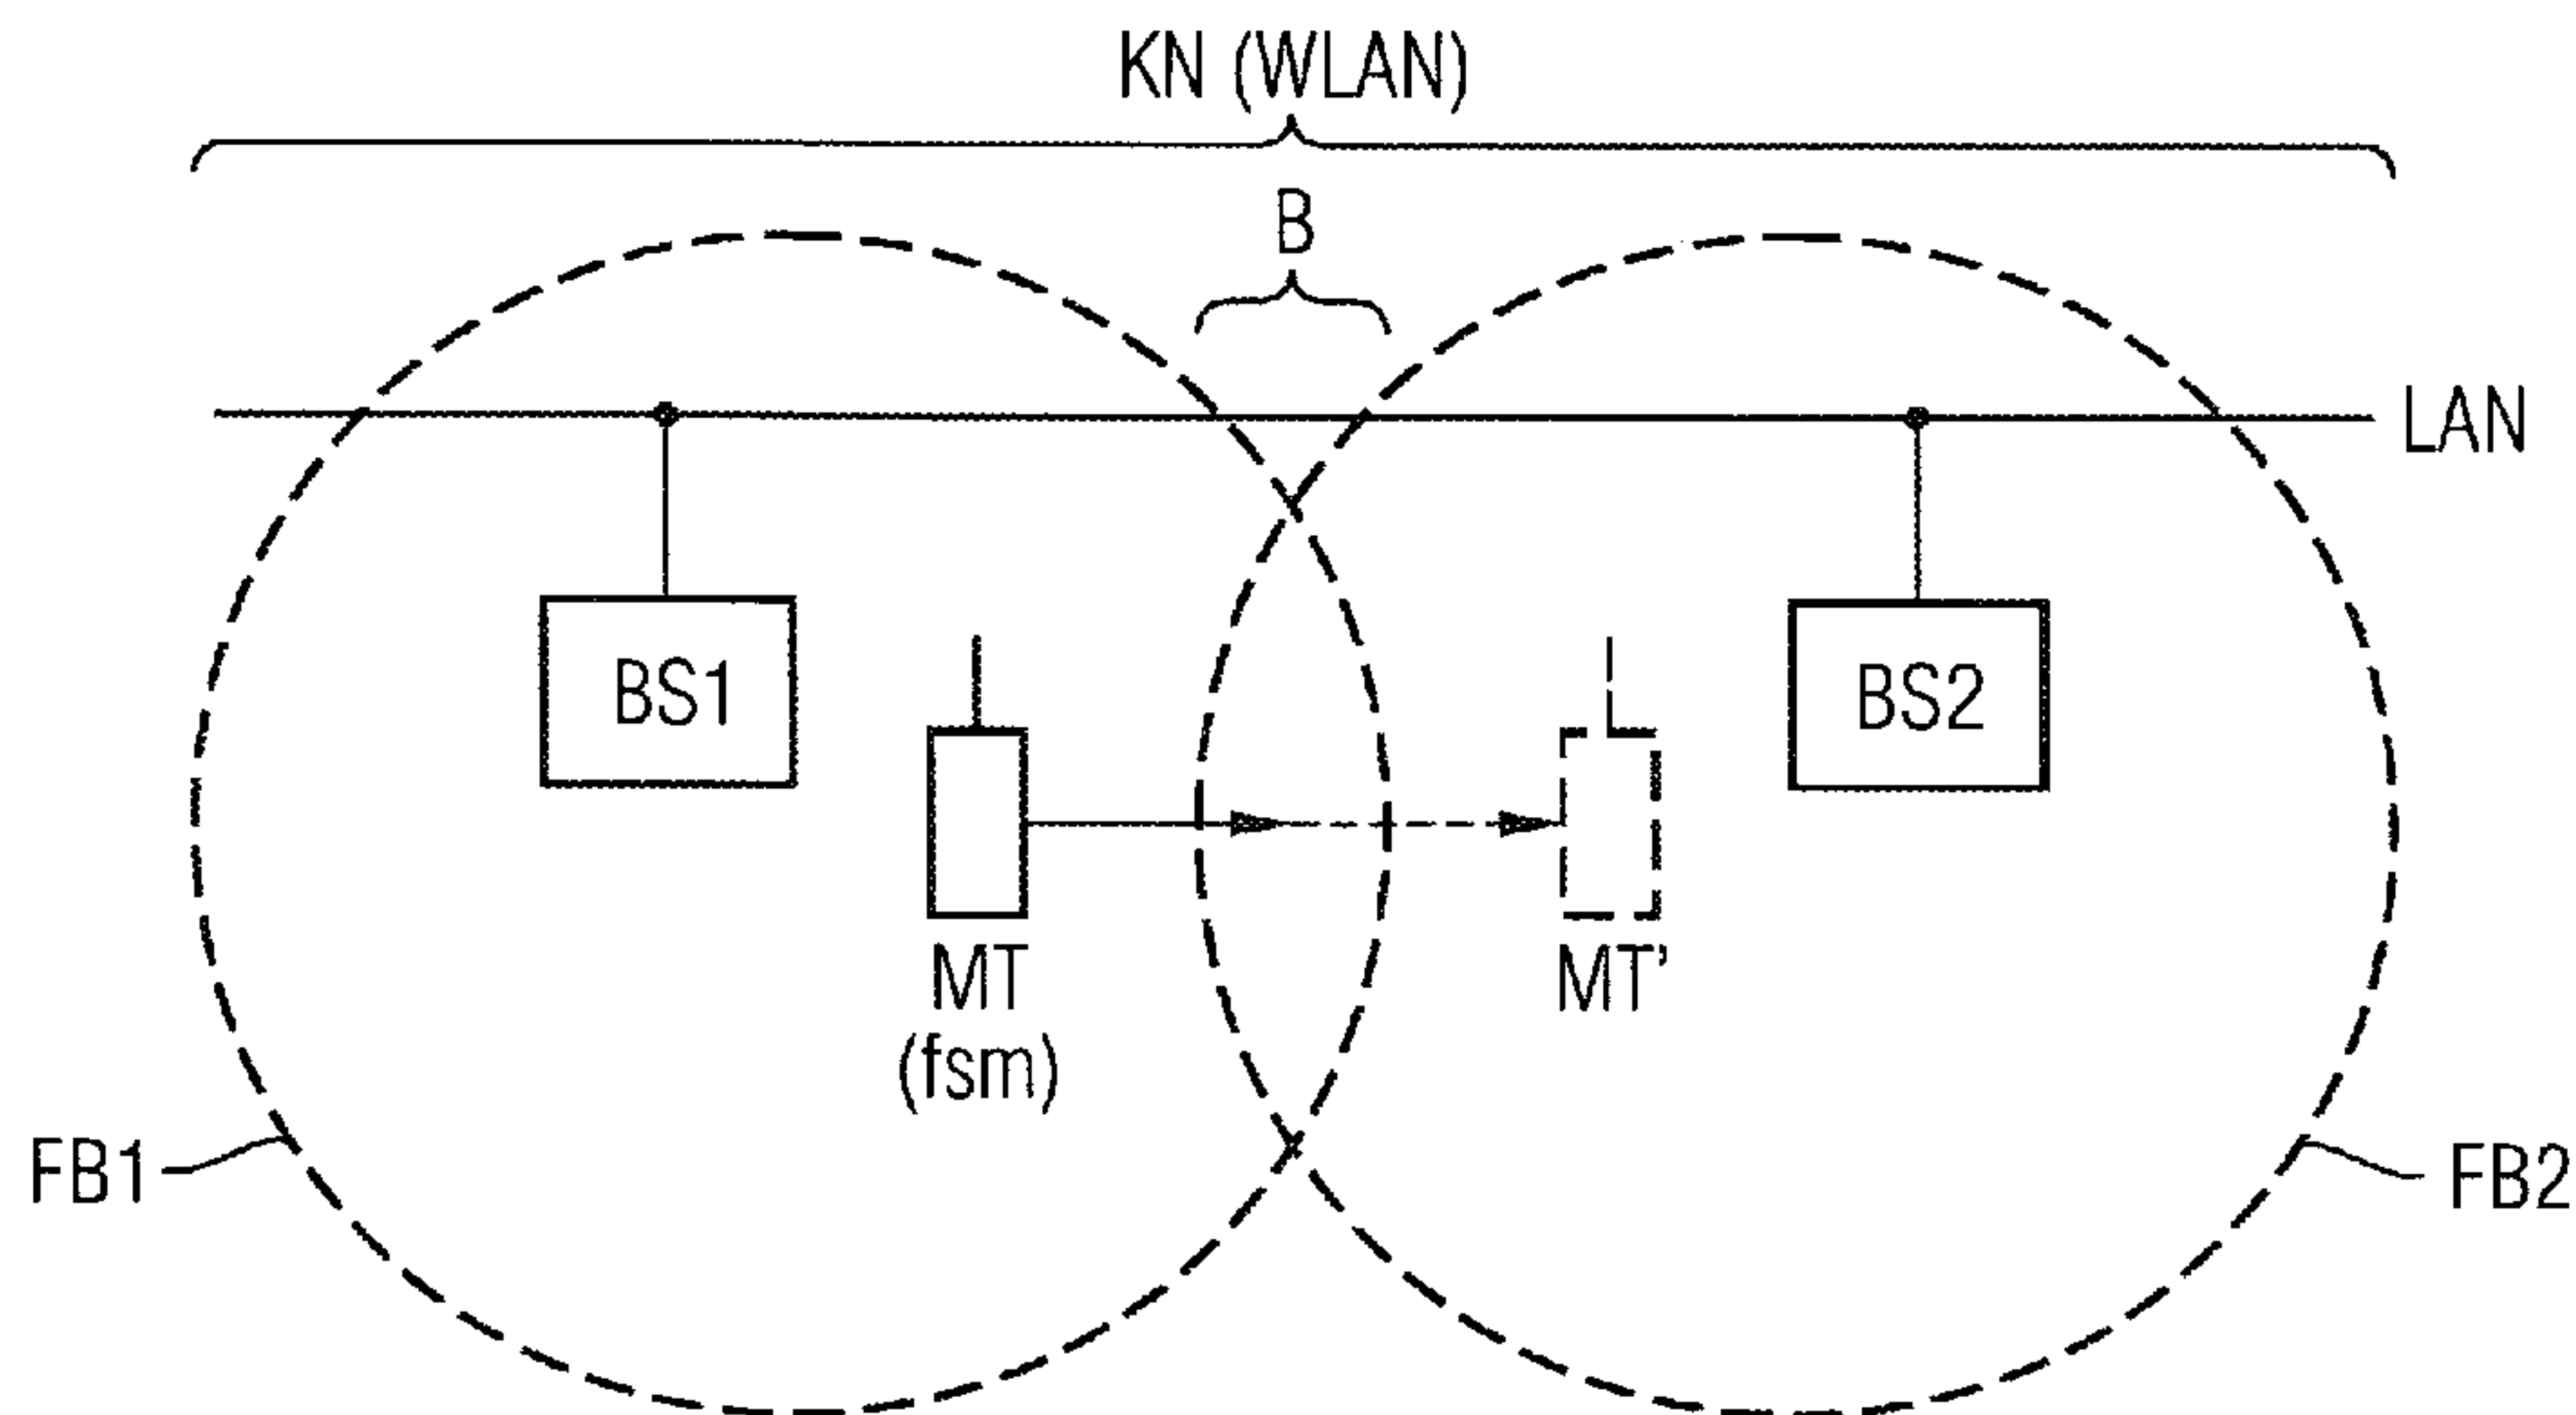 KN (WLAN)
B
LAN
BS1
BS2
MT
(fsm)
MT'
FB1
FB2